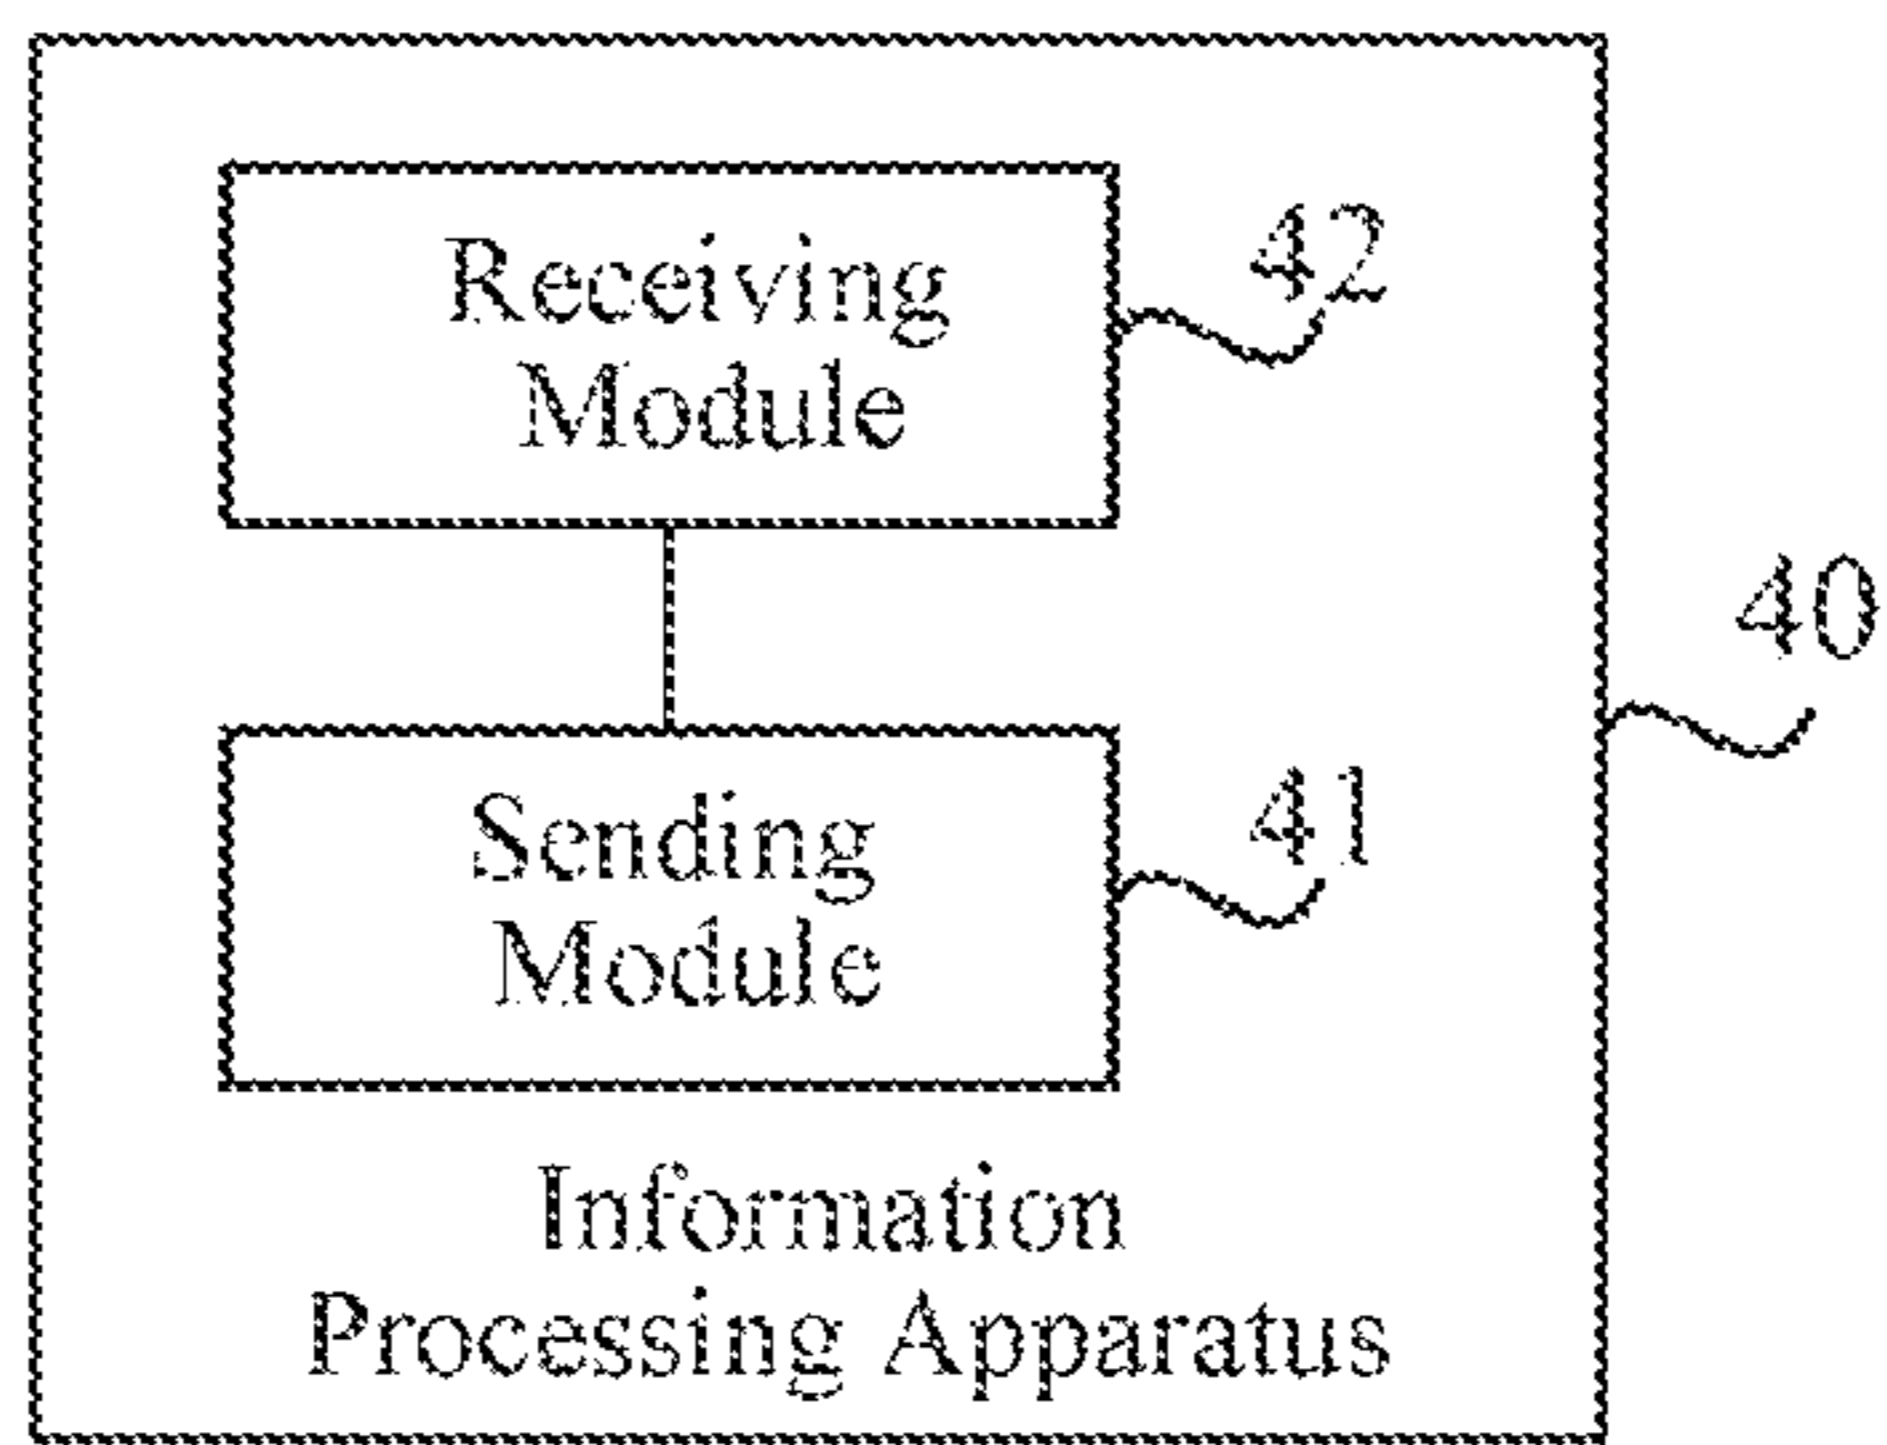 Receiving
Module
42
40
Sending
Module
41
Information
Processing Apparatus